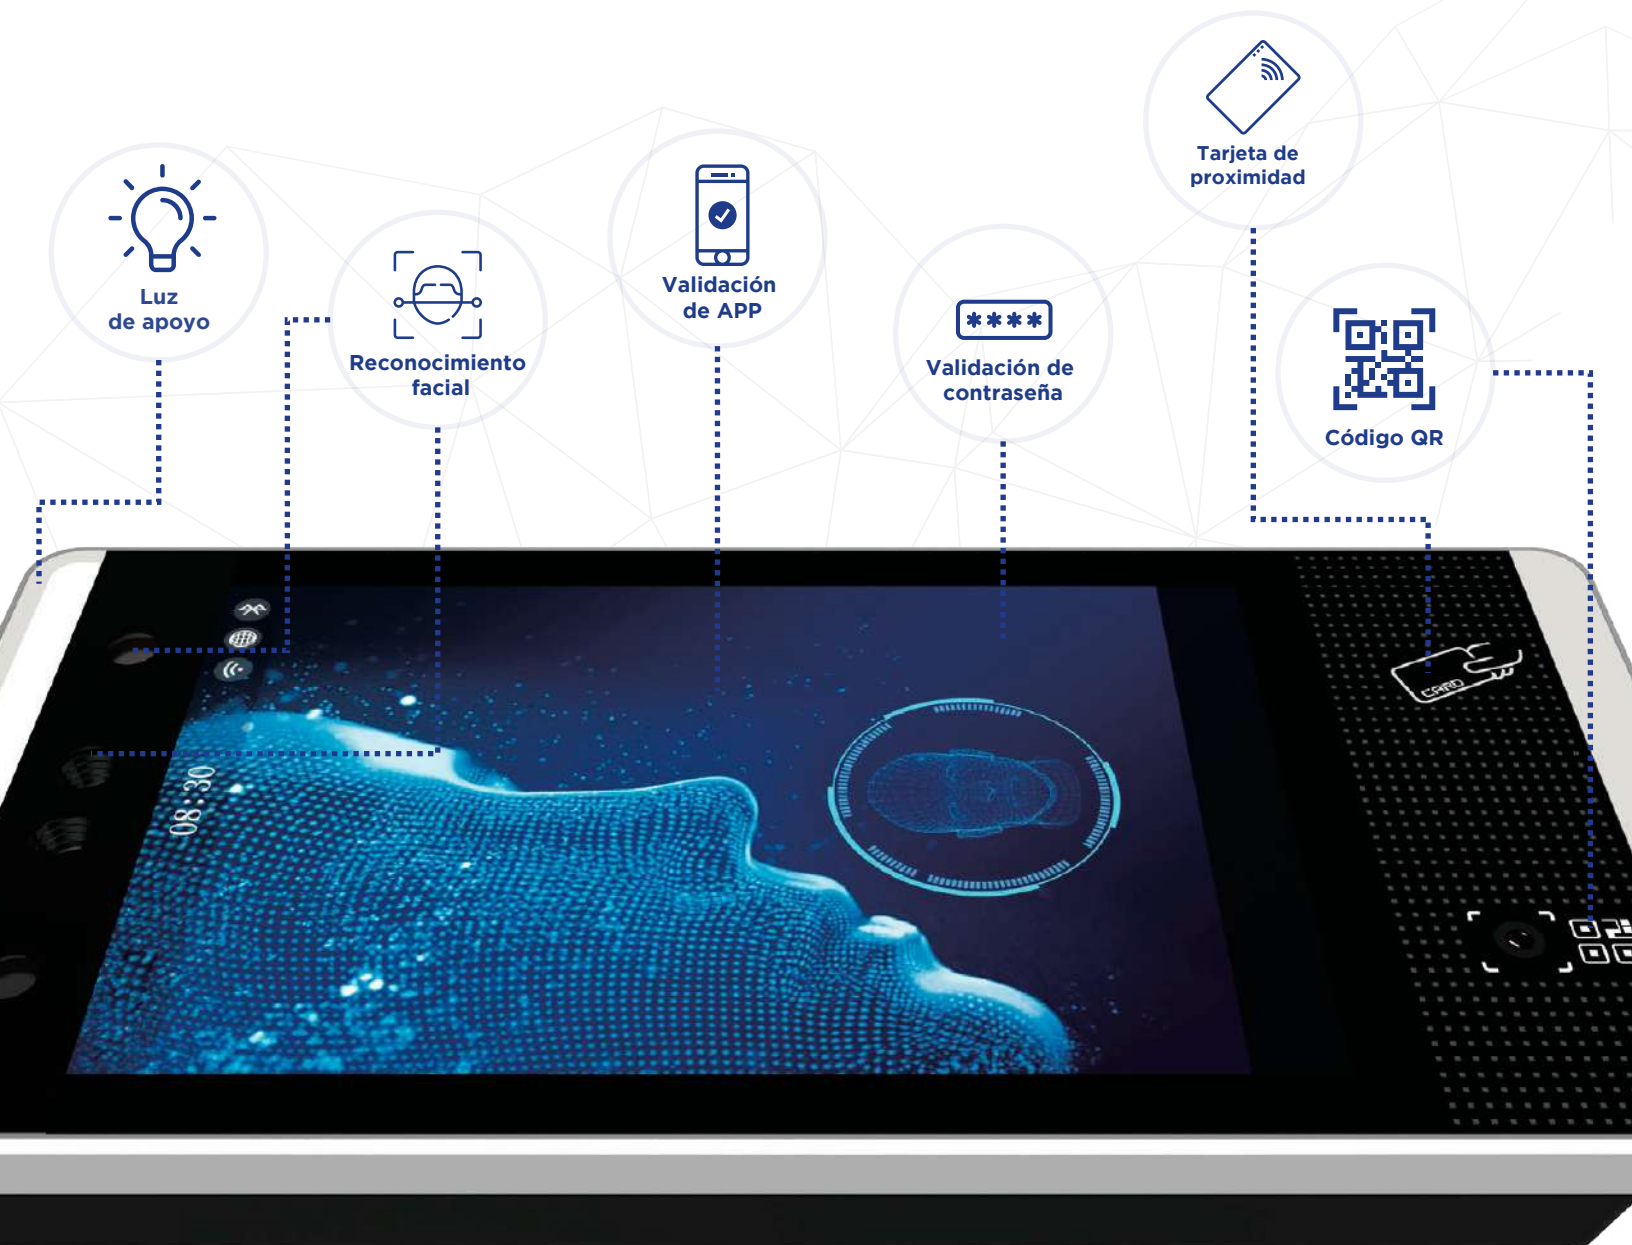 Tarjeta de
proximidad
Luz
de apoyo
Reconocimiento
facial
Validación
de APP
****
Validación de
contraseña
Código QR
CARD
08:30